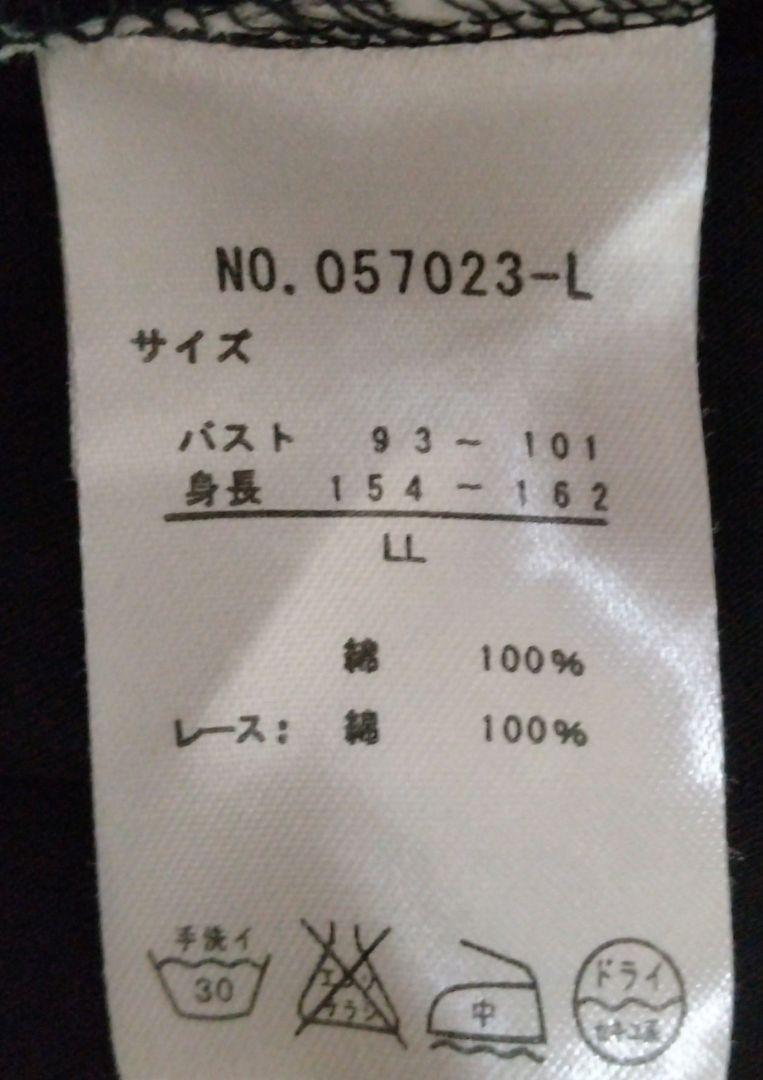 NO.057023-L
サイズ
バスト 93～101
身長 154～162
LL
綿 100%
レース: 綿 100%
手洗イ
30
中
ドライ